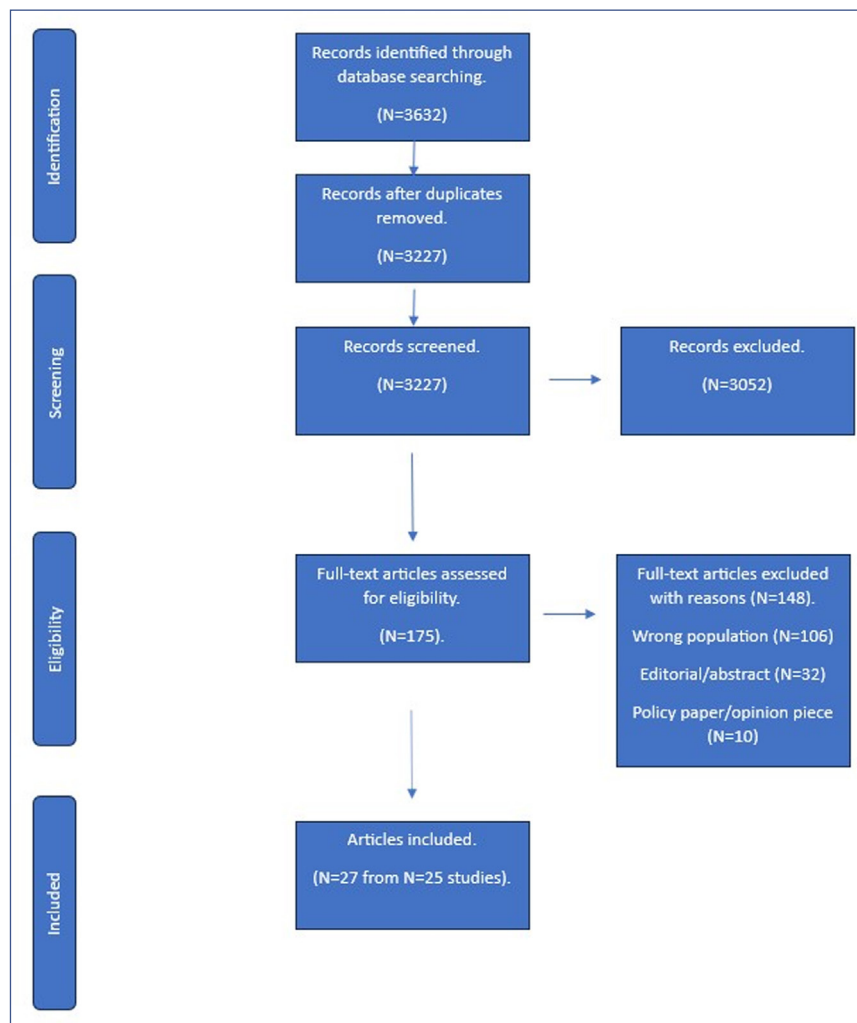 Identification
Records identified through
database searching.
(N=3632)
Records after duplicates
removed.
(N=3227)
Screening
Records screened.
(N=3227)
Records excluded.
(N=3052)
Eligibility
Full-text articles assessed
for eligibility.
(N=175).
Full-text articles excluded
with reasons (N=148).
Wrong population (N=106)
Editorial/abstract (N=32)
Policy paper/opinion piece
(N=10)
Included
Articles included.
(N=27 from N=25 studies).